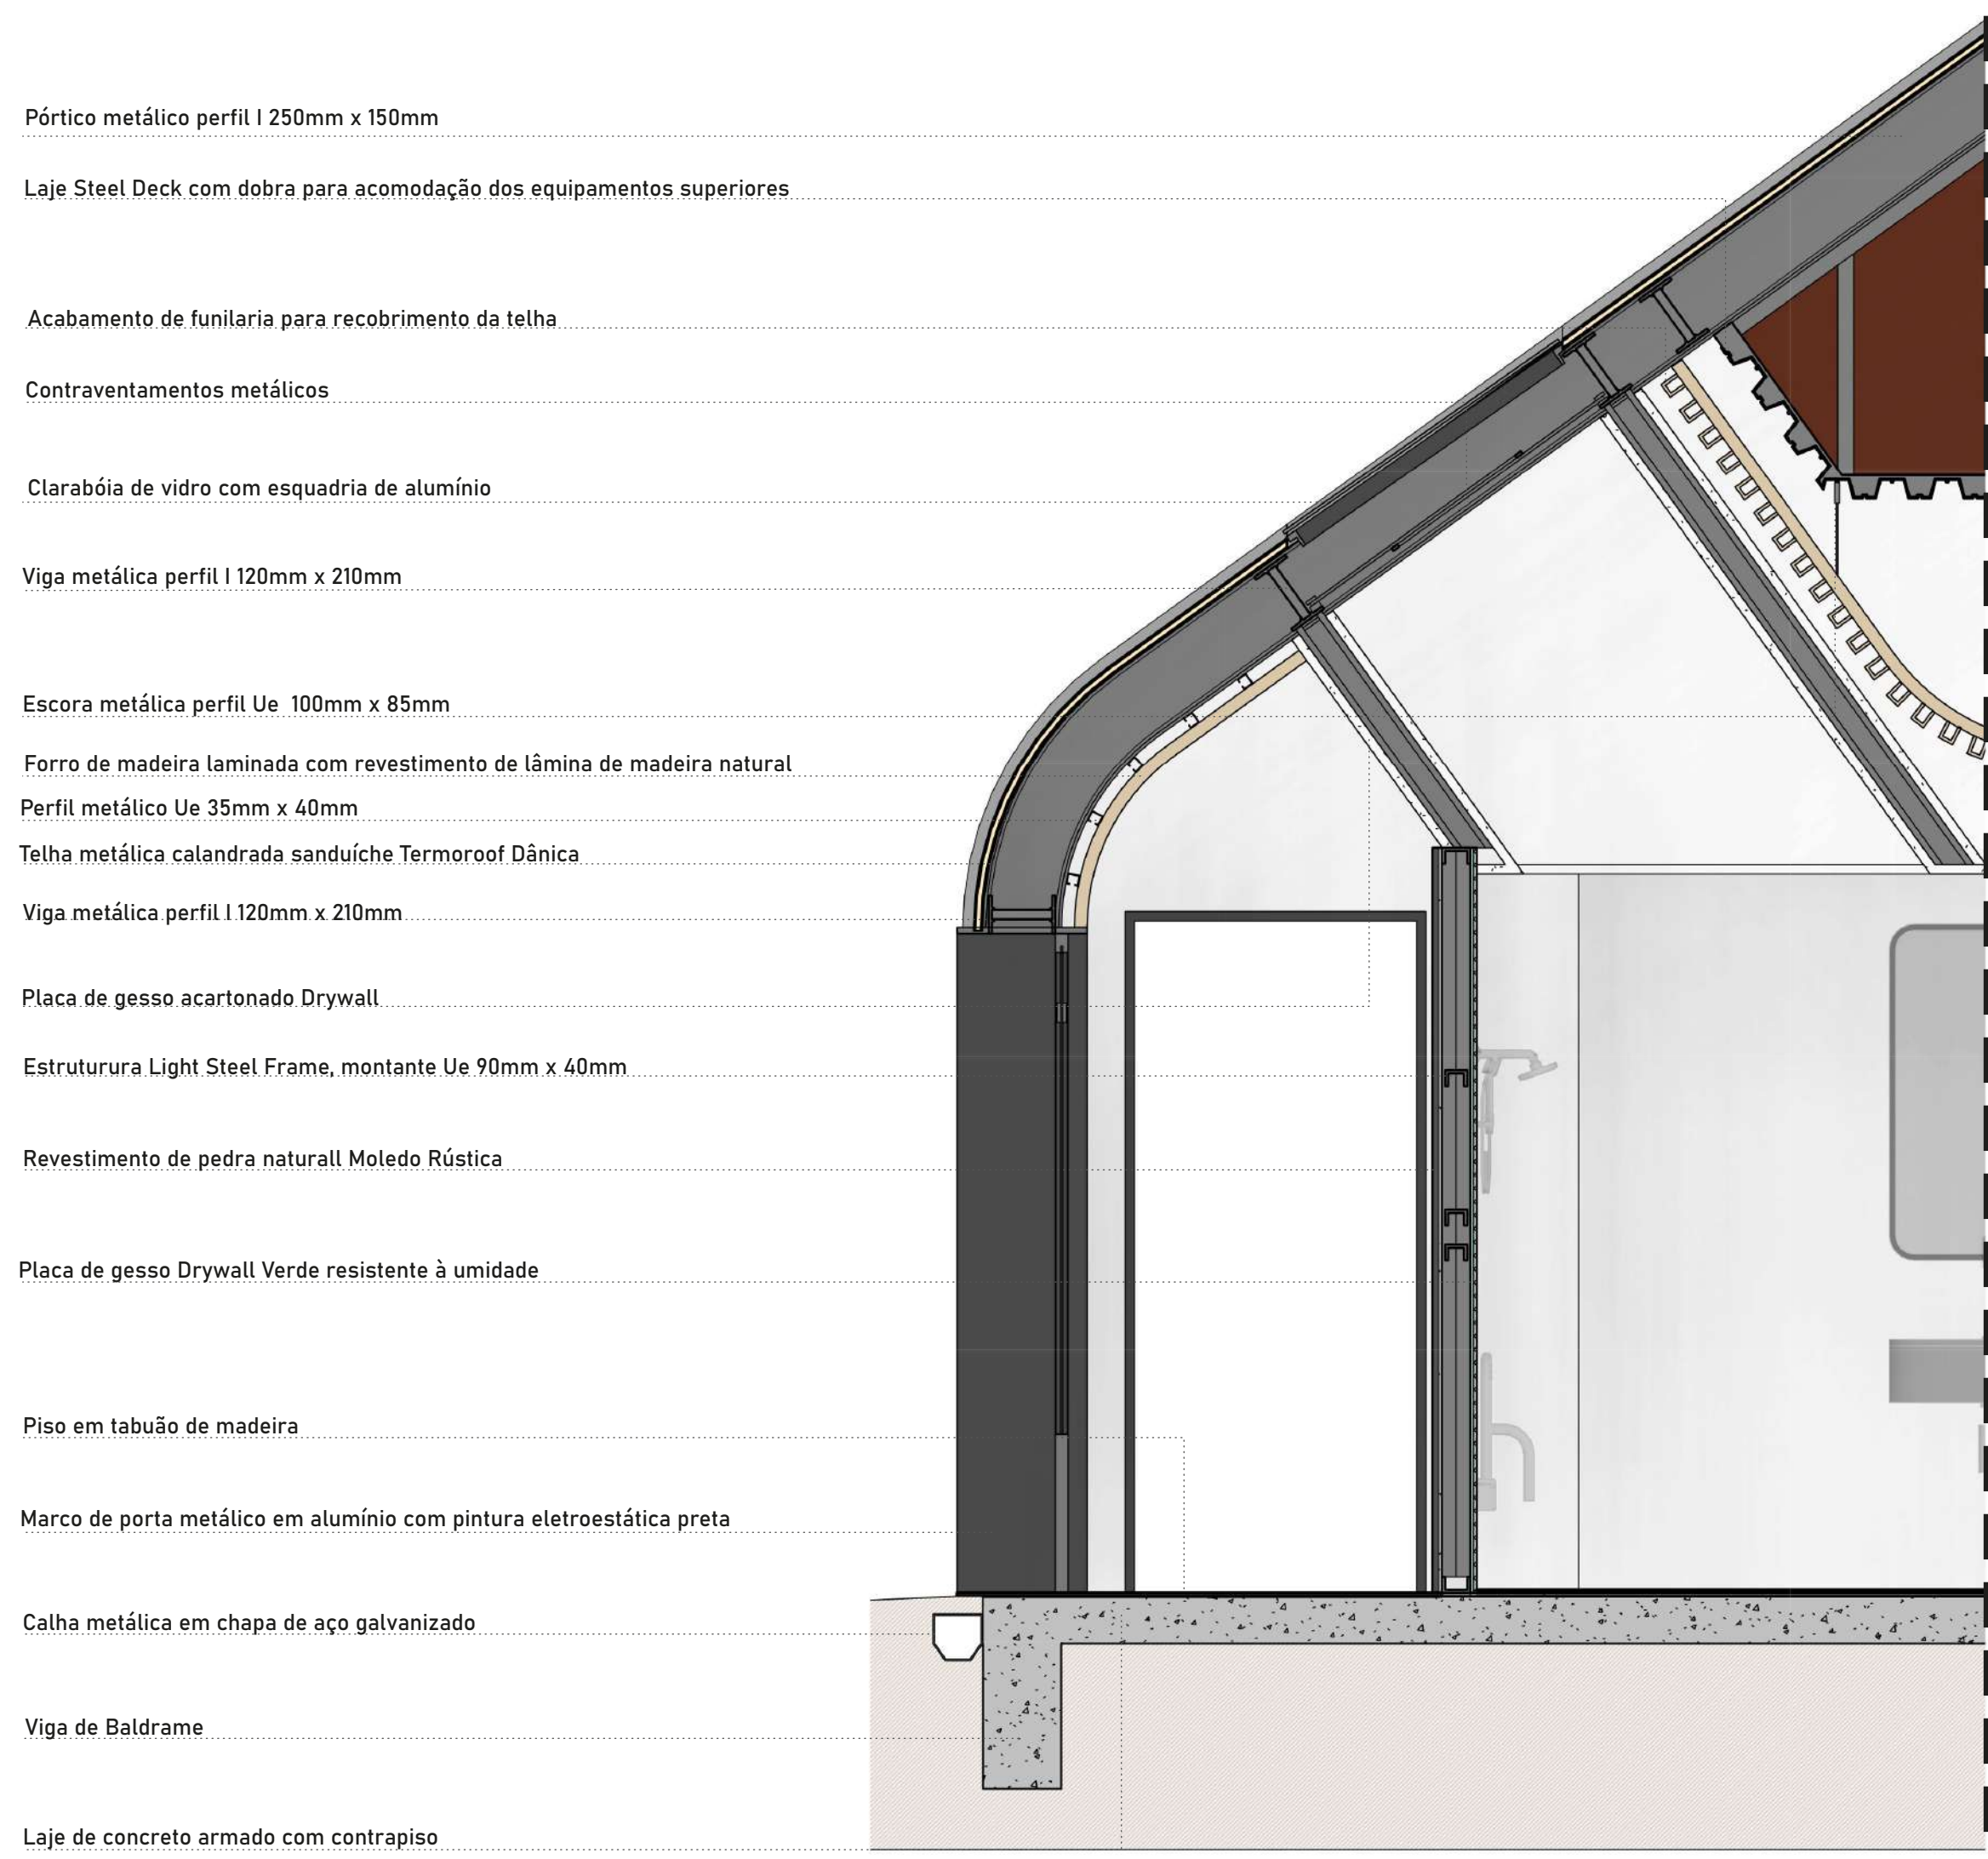 Pórtico metálico perfil I 250mm x 150mm
Laje Steel Deck com dobra para acomodação dos equipamentos superiores
Acabamento de funilaria para recobrimento da telha
Contraventamentos metálicos
Clarabóia de vidro com esquadria de alumínio
Viga metálica perfil I 120mm x 210mm
Escora metálica perfil Ue 100mm x 85mm
Forro de madeira laminada com revestimento de lâmina de madeira natural
Perfil metálico Ue 35mm x 40mm
Telha metálica calandrada sanduíche Termoroof Dânica
Viga metálica perfil I 120mm x 210mm
Placa de gesso acartonado Drywall
Estruturura Light Steel Frame, montante Ue 90mm x 40mm
Revestimento de pedra naturall Moledo Rústica
Placa de gesso Drywall Verde resistente à umidade
Piso em tabuão de madeira
Marco de porta metálico em alumínio com pintura eletroestática preta
Calha metálica em chapa de aço galvanizado
Viga de Baldrame
Laje de concreto armado com contrapiso